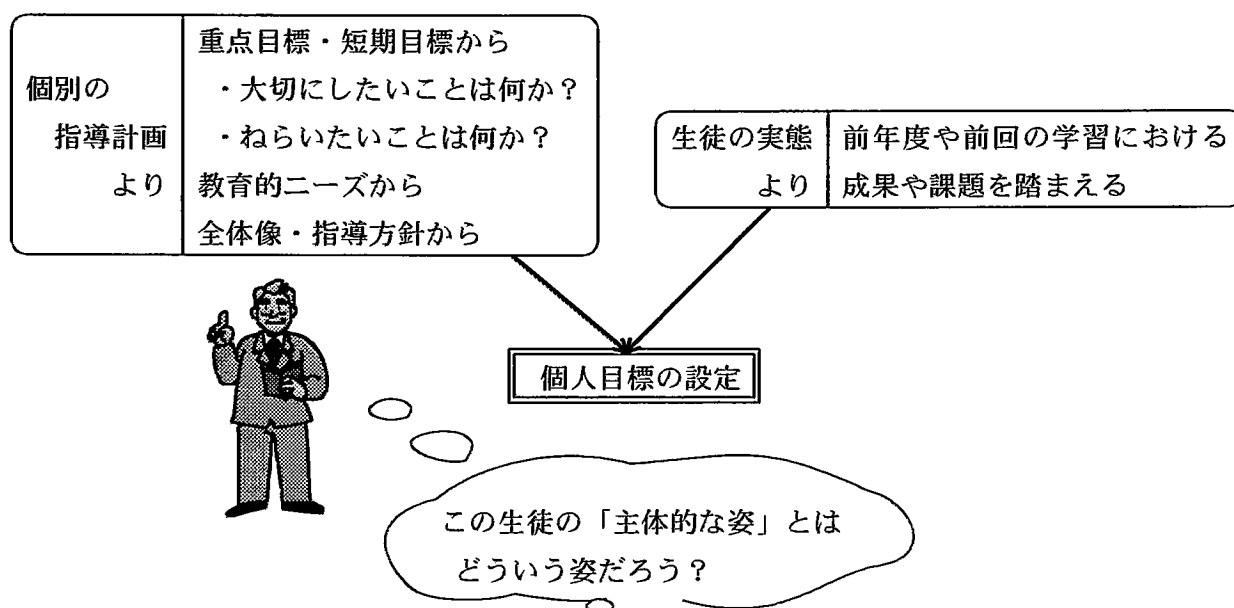 個別の
指導計画
より
重点目標・短期目標から
・大切にしたいことは何か？
・ねらいたいことは何か？
教育的ニーズから
全体像・指導方針から
生徒の実態
より
前年度や前回の学習における
成果や課題を踏まえる
個人目標の設定
この生徒の「主体的な姿」とは
どういう姿だろう？